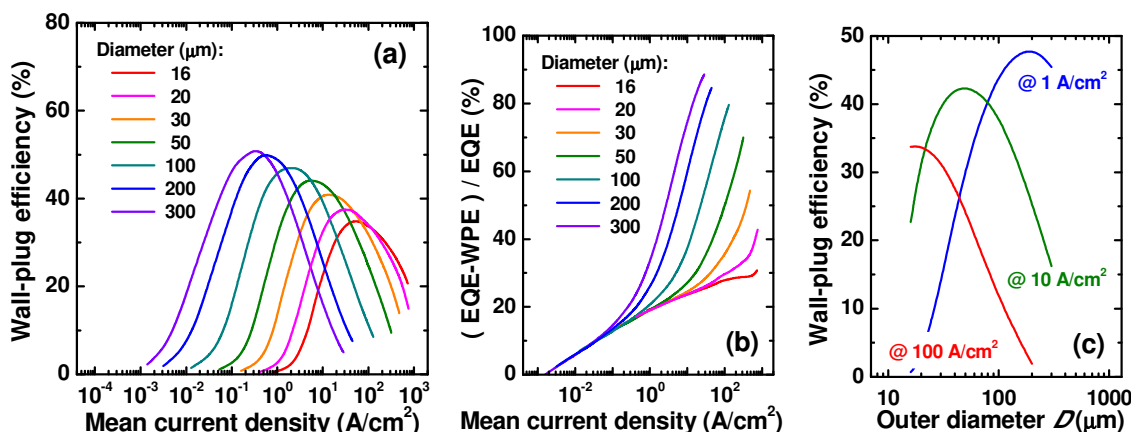 Wall-plug efficiency (%)
80
60
40
20
0
Diameter (μm):
16
20
30
50
100
200
300
(a)
10⁻⁴ 10⁻³ 10⁻² 10⁻¹ 10⁰ 10¹ 10² 10³
Mean current density (A/cm²)
( EQE-WPE ) / EQE (%)
100
80
60
40
20
0
Diameter (μm):
16
20
30
50
100
200
300
(b)
10⁻² 10⁰ 10²
Mean current density (A/cm²)
Wall-plug efficiency (%)
50
40
30
20
10
0
@ 1 A/cm²
@ 10 A/cm²
@ 100 A/cm²
(c)
10 100 1000
Outer diameter D (μm)